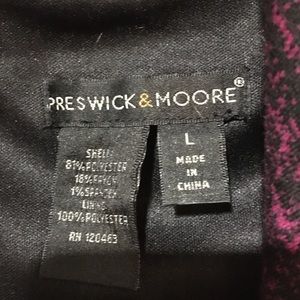 PRESWICK&MOORE®
SHELL
81% POLYESTER
18% RAYON
1% SPANDEX
LINING
100% POLYESTER
RN 120463
L
MADE
IN
CHINA